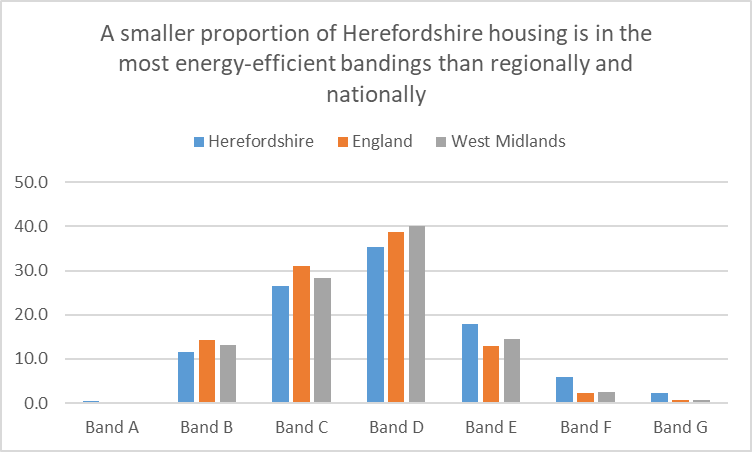 A smaller proportion of Herefordshire housing is in the
most energy-efficient bandings than regionally and
nationally
Herefordshire England West Midlands
50.0
40.0
30.0
20.0
10.0
0.0
Band A Band B Band C Band D Band E Band F Band G